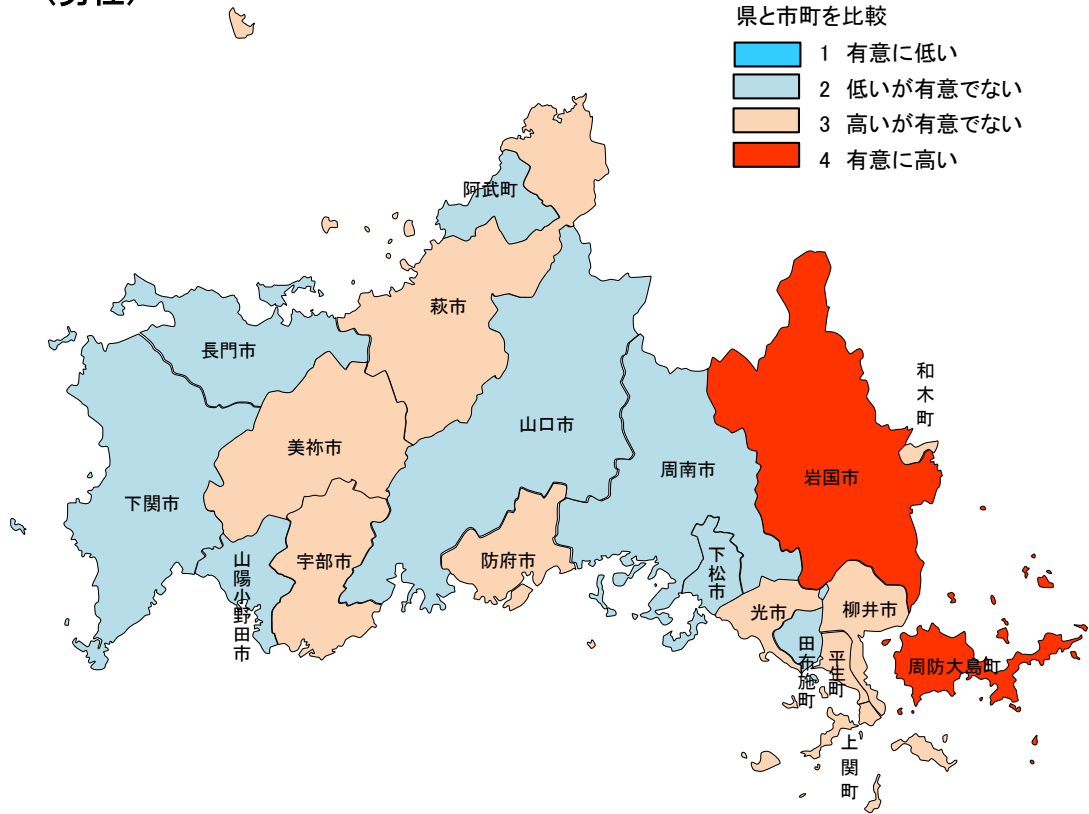 (男性)
県と市町を比較
1 有意に低い
2 低いが有意でない
3 高いが有意でない
4 有意に高い
阿武町
萩市
長門市
和木町
山口市
美祢市
周南市
岩国市
下関市
宇部市
防府市
山陽小野田市
下松市
光市
柳井市
田布施町
平生町
周防大島町
上関町